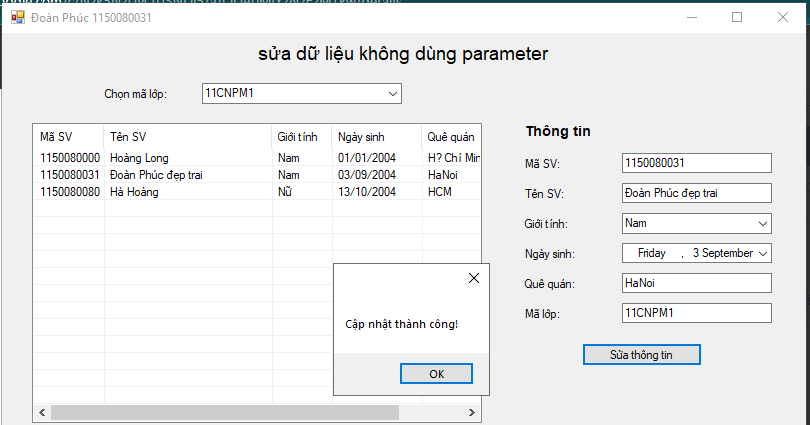 Đoàn Phúc 1150080031
sửa dữ liệu không dùng parameter
Chọn mã lớp: 11CNPM1
Mã SV Tên SV Giới tính Ngày sinh Quê quán
1150080000 Hoàng Long Nam 01/01/2004 H? Chí Min
1150080031 Đoàn Phúc đẹp trai Nam 03/09/2004 HaNoi
1150080080 Hà Hoàng Nữ 13/10/2004 HCM
Thông tin
Mã SV: 1150080031
Tên SV: Đoàn Phúc đẹp trai
Giới tính: Nam
Ngày sinh: Friday , 3 September
Quê quán: HaNoi
Mã lớp: 11CNPM1
Sửa thông tin
Cập nhật thành công!
OK